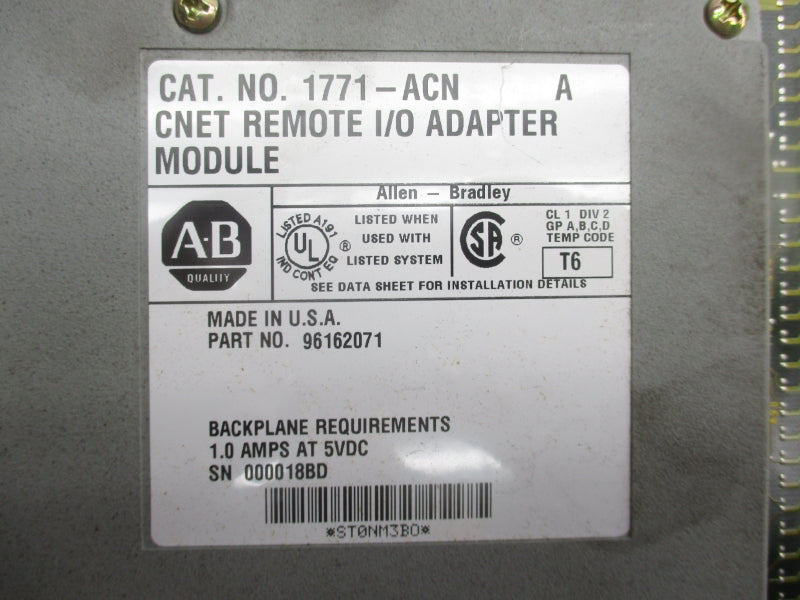 CAT. NO. 1771-ACN A
CNET REMOTE I/O ADAPTER
MODULE
Allen - Bradley
A-B
QUALITY
LISTED A191
UL
IND CONT EQ
®
LISTED WHEN
USED WITH
LISTED SYSTEM
SA
®
CL 1 DIV 2
GP A,B,C,D
TEMP CODE
T6
SEE DATA SHEET FOR INSTALLATION DETAILS
MADE IN U.S.A.
PART NO. 96162071
BACKPLANE REQUIREMENTS
1.0 AMPS AT 5VDC
SN 000018BD
*ST0NM3B0*